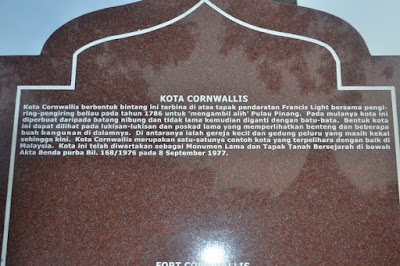 KOTA CORNWALLIS
Kota Cornwallis berbentuk bintang ini terbina di atas tapak pendaratan Francis Light bersama pengi-
ring-pengiring beliau pada tahun 1786 untuk 'mengambil alih' Pulau Pinang. Pada mulanya kota ini
diperbuat daripada batang nibung dan tidak lama kemudian diganti dengan batu-bata. Bentuk kota
ini dapat dilihat pada lukisan-lukisan dan poskad lama yang memperlihatkan benteng dan beberapa
buah bangunan di dalamnya. Di antaranya ialah gereja kecil dan gedung peluru yang masih kekal
sehingga kini. Kota Cornwallis merupakan satu-satunya contoh kota yang terpelihara dengan baik di
Malaysia. Kota ini telah diwartakan sebagai Monumen Lama dan Tapak Tanah Bersejarah di bawah
Akta Benda purba Bil. 168/1976 pada 8 September 1977.
FORT CORNWALLIS